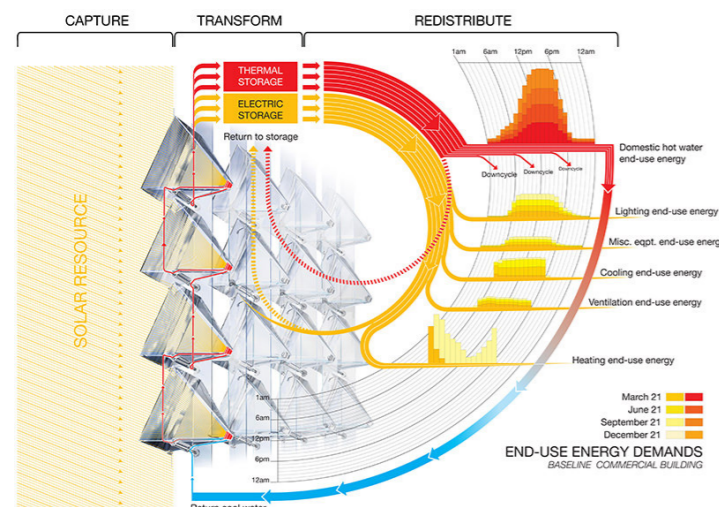 CAPTURE
TRANSFORM
REDISTRIBUTE
SOLAR RESOURCE
THERMAL
STORAGE
ELECTRIC
STORAGE
Return to storage
1am 6am 12pm 6pm 12am
Domestic hot water
end-use energy
Downcycle Downcycle Downcycle
Lighting end-use energy
Misc. eqpt. end-use energ
Cooling end-use energy
Ventilation end-use energy
Heating end-use energy
1am
6am
12pm
6pm
12am
March 21
June 21
September 21
December 21
END-USE ENERGY DEMANDS
BASELINE COMMERCIAL BUILDING
Return cool water